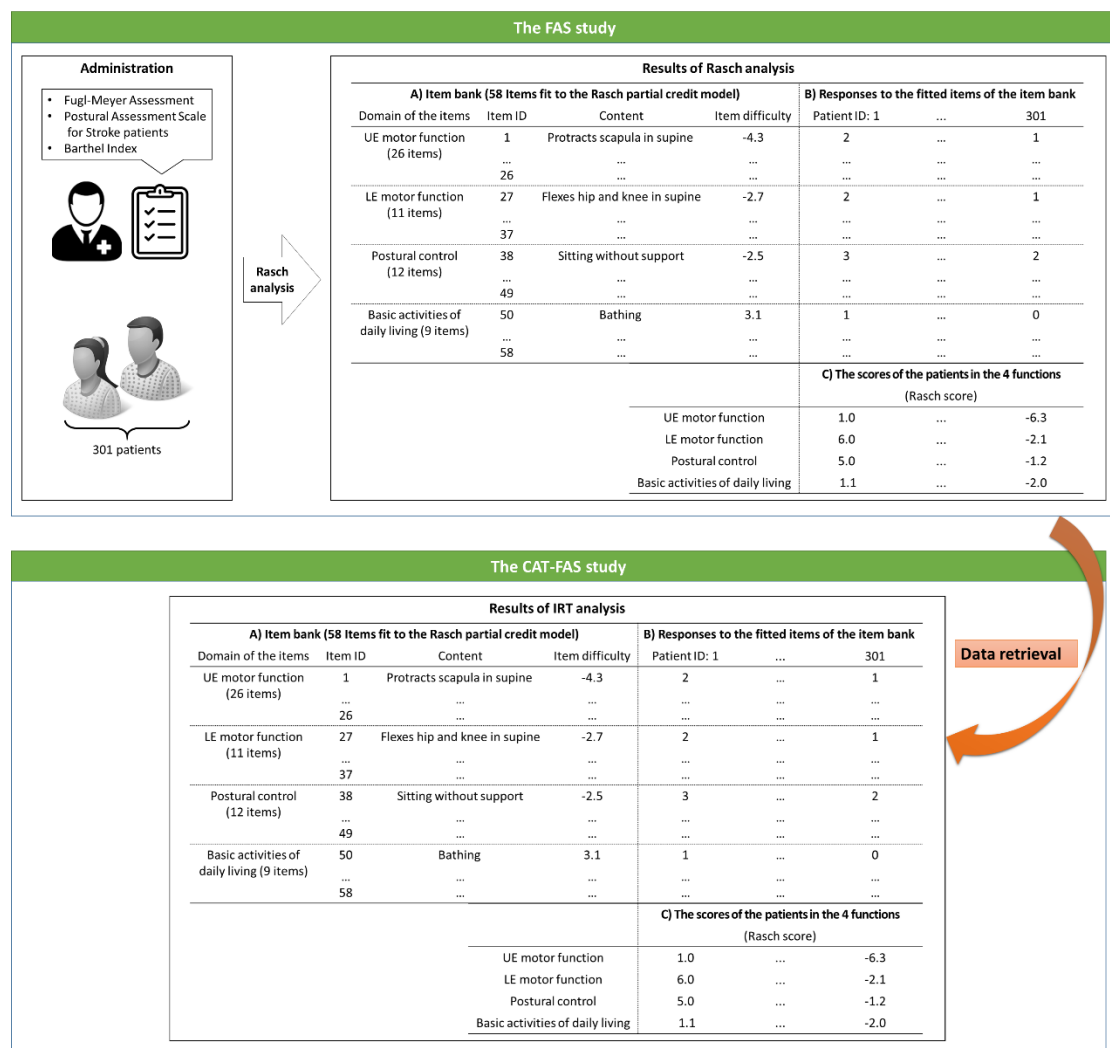 The FAS study
Administration
• Fugl-Meyer Assessment
• Postural Assessment Scale
for Stroke patients
• Barthel Index
301 patients
Rasch
analysis
Results of Rasch analysis
A) Item bank (58 Items fit to the Rasch partial credit model) B) Responses to the fitted items of the item bank
Domain of the items Item ID Content Item difficulty Patient ID: 1 ... 301
UE motor function 1 Protracts scapula in supine -4.3 2 ... 1
(26 items) ... ... ... ... ... ...
26 ... ... ... ... ...
LE motor function 27 Flexes hip and knee in supine -2.7 2 ... 1
(11 items) ... ... ... ... ... ...
37 ... ... ... ... ...
Postural control 38 Sitting without support -2.5 3 ... 2
(12 items) ... ... ... ... ... ...
49 ... ... ... ... ...
Basic activities of 50 Bathing 3.1 1 ... 0
daily living (9 items) ... ... ... ... ... ...
58 ... ... ... ... ...
C) The scores of the patients in the 4 functions
(Rasch score)
UE motor function 1.0 ... -6.3
LE motor function 6.0 ... -2.1
Postural control 5.0 ... -1.2
Basic activities of daily living 1.1 ... -2.0
The CAT-FAS study
Data retrieval
Results of IRT analysis
A) Item bank (58 Items fit to the Rasch partial credit model) B) Responses to the fitted items of the item bank
Domain of the items Item ID Content Item difficulty Patient ID: 1 ... 301
UE motor function 1 Protracts scapula in supine -4.3 2 ... 1
(26 items) ... ... ... ... ... ...
26 ... ... ... ... ...
LE motor function 27 Flexes hip and knee in supine -2.7 2 ... 1
(11 items) ... ... ... ... ... ...
37 ... ... ... ... ...
Postural control 38 Sitting without support -2.5 3 ... 2
(12 items) ... ... ... ... ... ...
49 ... ... ... ... ...
Basic activities of 50 Bathing 3.1 1 ... 0
daily living (9 items) ... ... ... ... ... ...
58 ... ... ... ... ...
C) The scores of the patients in the 4 functions
(Rasch score)
UE motor function 1.0 ... -6.3
LE motor function 6.0 ... -2.1
Postural control 5.0 ... -1.2
Basic activities of daily living 1.1 ... -2.0